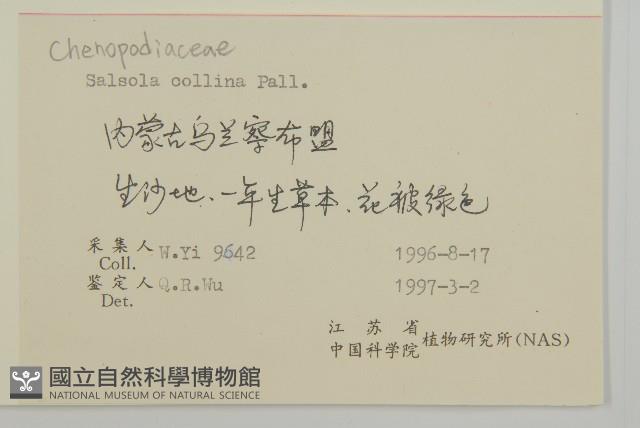 Chenopodiaceae
Salsola collina Pall.
内蒙古乌兰察布盟
生沙地、一年生草本、花被绿色
采集人 W.Yi 9642 1996-8-17
Coll.
鉴定人 Q.R.Wu 1997-3-2
Det.
江苏省
中国科学院 植物研究所(NAS)
國立自然科學博物館
NATIONAL MUSEUM OF NATURAL SCIENCE